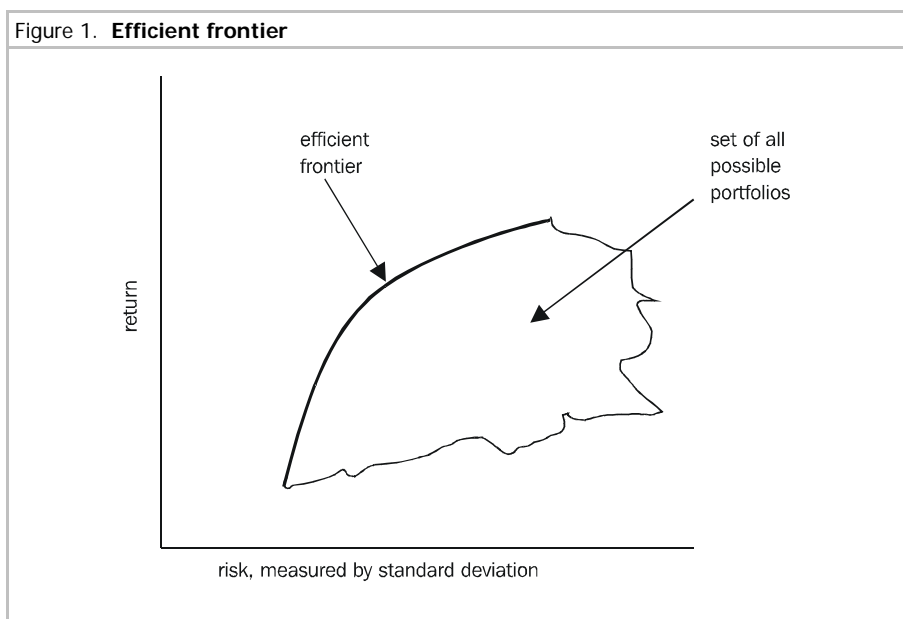 Figure 1. Efficient frontier
efficient
frontier
set of all
possible
portfolios
return
risk, measured by standard deviation